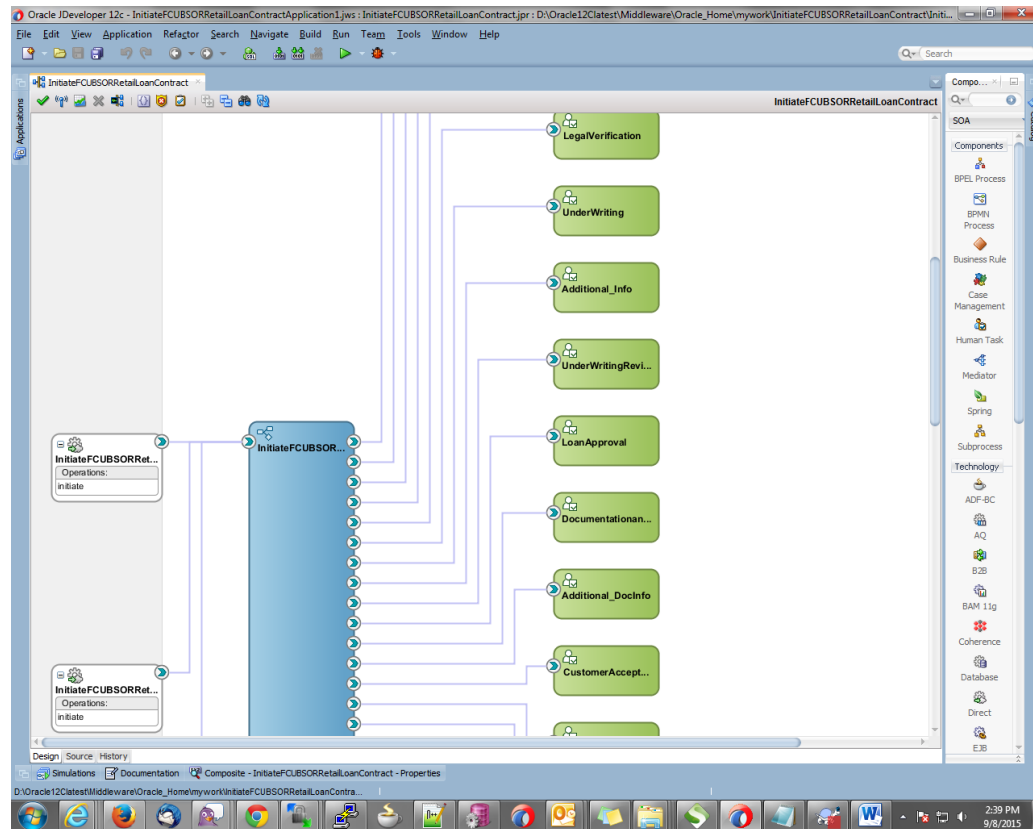 Oracle JDeveloper 12c - InitiateFCUBSORRetailLoanContractApplication1.jws : InitiateFCUBSORRetailLoanContract.jpr : D:\Oracle12Clatest\Middleware\Oracle_Home\mywork\InitiateFCUBSORRetailLoanContract\Initi...
File Edit View Application Refactor Search Navigate Build Run Team Tools Window Help
Search
Applications
InitiateFCUBSORRetailLoanContract
InitiateFCUBSORRetailLoanContract
LegalVerification
UnderWriting
Additional_Info
UnderWritingRevi...
LoanApproval
Documentationan...
Additional_DocInfo
CustomerAccept...
InitiateFCUBSOR...
InitiateFCUBSORRet...
Operations:
initiate
InitiateFCUBSORRet...
Operations:
initiate
Compo...
SOA
Components
BPEL Process
BPMN
Process
Business Rule
Case
Management
Human Task
Mediator
Spring
Subprocess
Technology
ADF-BC
AQ
B2B
BAM 11g
Coherence
Database
Direct
EJB
Design Source History
Simulations Documentation Composite - InitiateFCUBSORRetailLoanContract - Properties
D:\Oracle12Clatest\Middleware\Oracle_Home\mywork\InitiateFCUBSORRetailLoanContra...
2:39 PM
9/8/2015